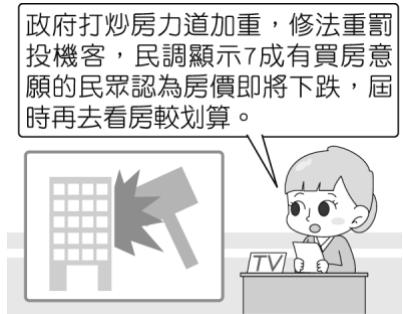 政府打炒房力道加重，修法重罰
投機客，民調顯示7成有買房意
願的民眾認為房價即將下跌，屆
時再去看房較划算。
TV